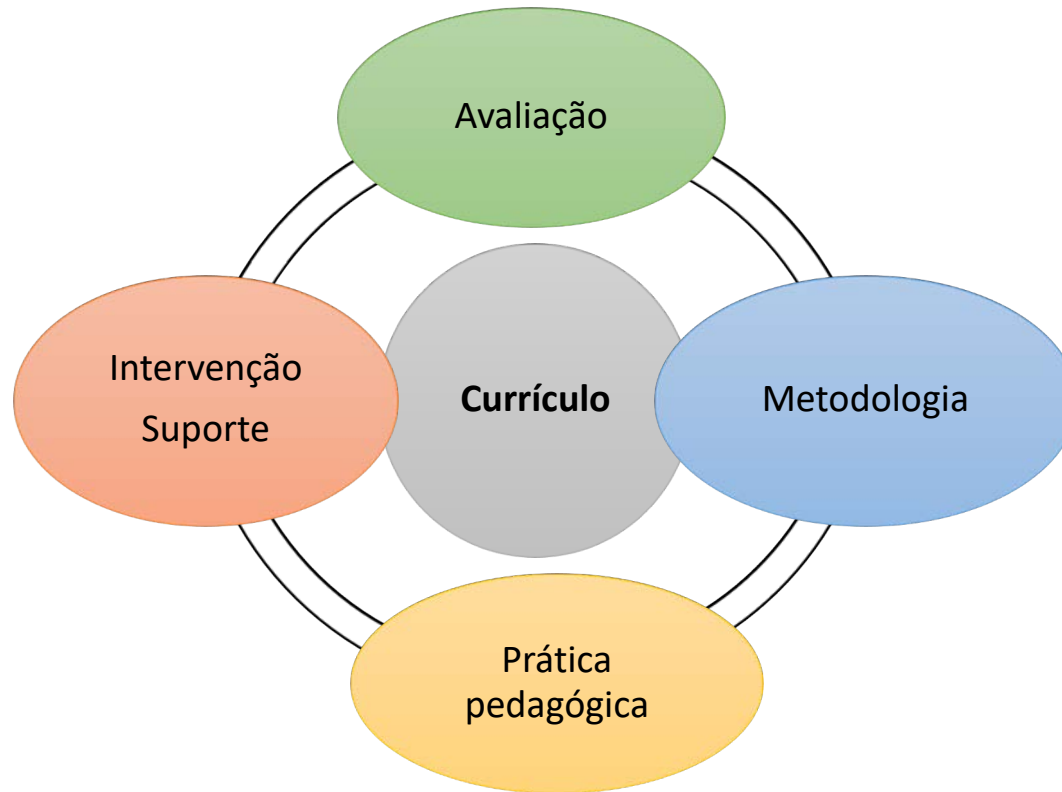 Avaliação
Intervenção
Suporte
Currículo
Metodologia
Prática
pedagógica